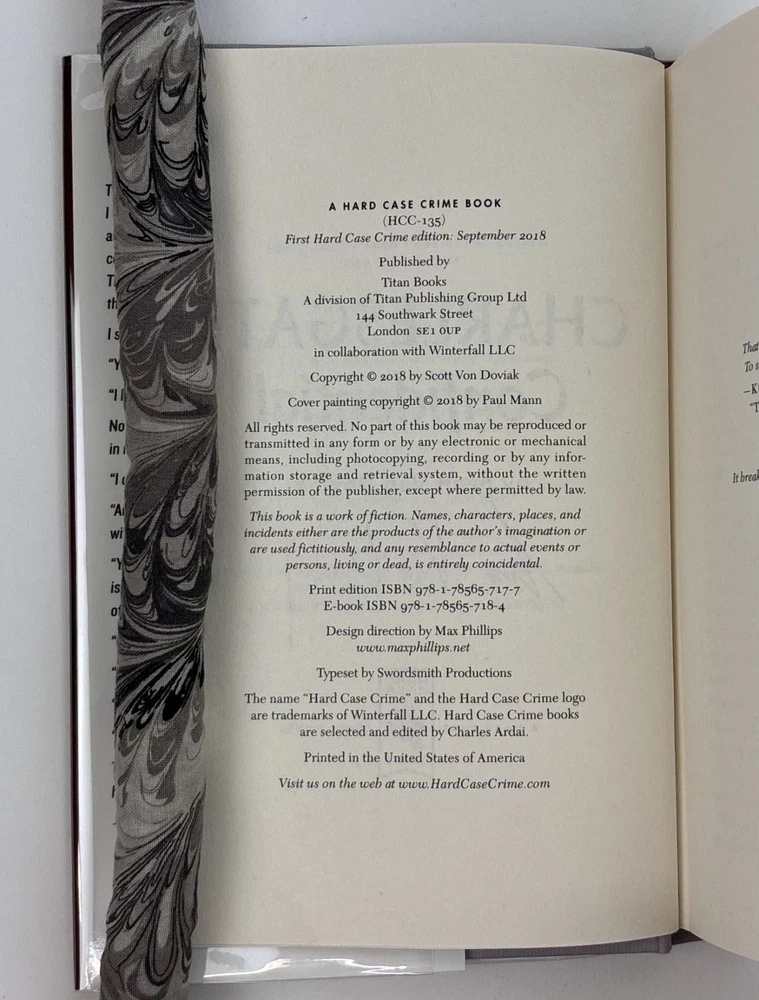 A HARD CASE CRIME BOOK
(HCC-135)
First Hard Case Crime edition: September 2018
Published by
Titan Books
A division of Titan Publishing Group Ltd
144 Southwark Street
London SE1 0UP
in collaboration with Winterfall LLC
Copyright © 2018 by Scott Von Doviak
Cover painting copyright © 2018 by Paul Mann
All rights reserved. No part of this book may be reproduced or
transmitted in any form or by any electronic or mechanical
means, including photocopying, recording or by any infor-
mation storage and retrieval system, without the written
permission of the publisher, except where permitted by law.
This book is a work of fiction. Names, characters, places, and
incidents either are the products of the author's imagination or
are used fictitiously, and any resemblance to actual events or
persons, living or dead, is entirely coincidental.
Print edition ISBN 978-1-78565-717-7
E-book ISBN 978-1-78565-718-4
Design direction by Max Phillips
www.maxphillips.net
Typeset by Swordsmith Productions
The name “Hard Case Crime” and the Hard Case Crime logo
are trademarks of Winterfall LLC. Hard Case Crime books
are selected and edited by Charles Ardai.
Printed in the United States of America
Visit us on the web at www.HardCaseCrime.com
That
To s
It break